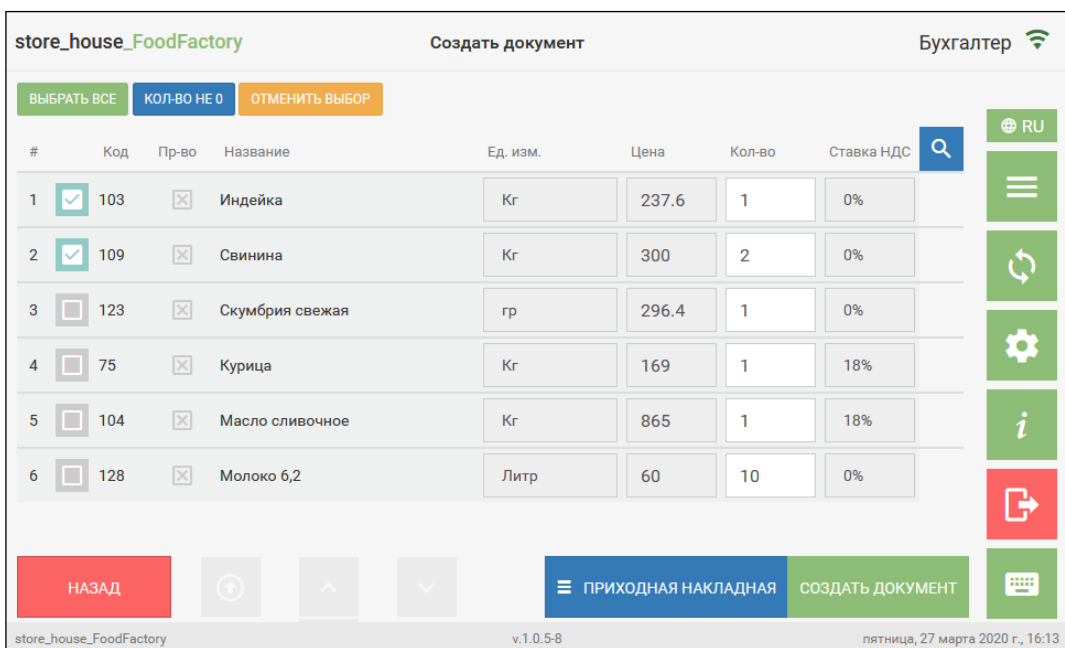 store_house_FoodFactory Создать документ Бухгалтер
ВЫБРАТЬ ВСЕ КОЛ-ВО НЕ 0 ОТМЕНИТЬ ВЫБОР
RU
# Код Пр-во Название Ед. изм. Цена Кол-во Ставка НДС
1 103 Индейка Кг 237.6 1 0%
2 109 Свинина Кг 300 2 0%
3 123 Скумбрия свежая гр 296.4 1 0%
4 75 Курица Кг 169 1 18%
5 104 Масло сливочное Кг 865 1 18%
6 128 Молоко 6,2 Литр 60 10 0%
i
НАЗАД ПРИХОДНАЯ НАКЛАДНАЯ СОЗДАТЬ ДОКУМЕНТ
store_house_FoodFactory v.1.0.5-8 пятница, 27 марта 2020 г., 16:13